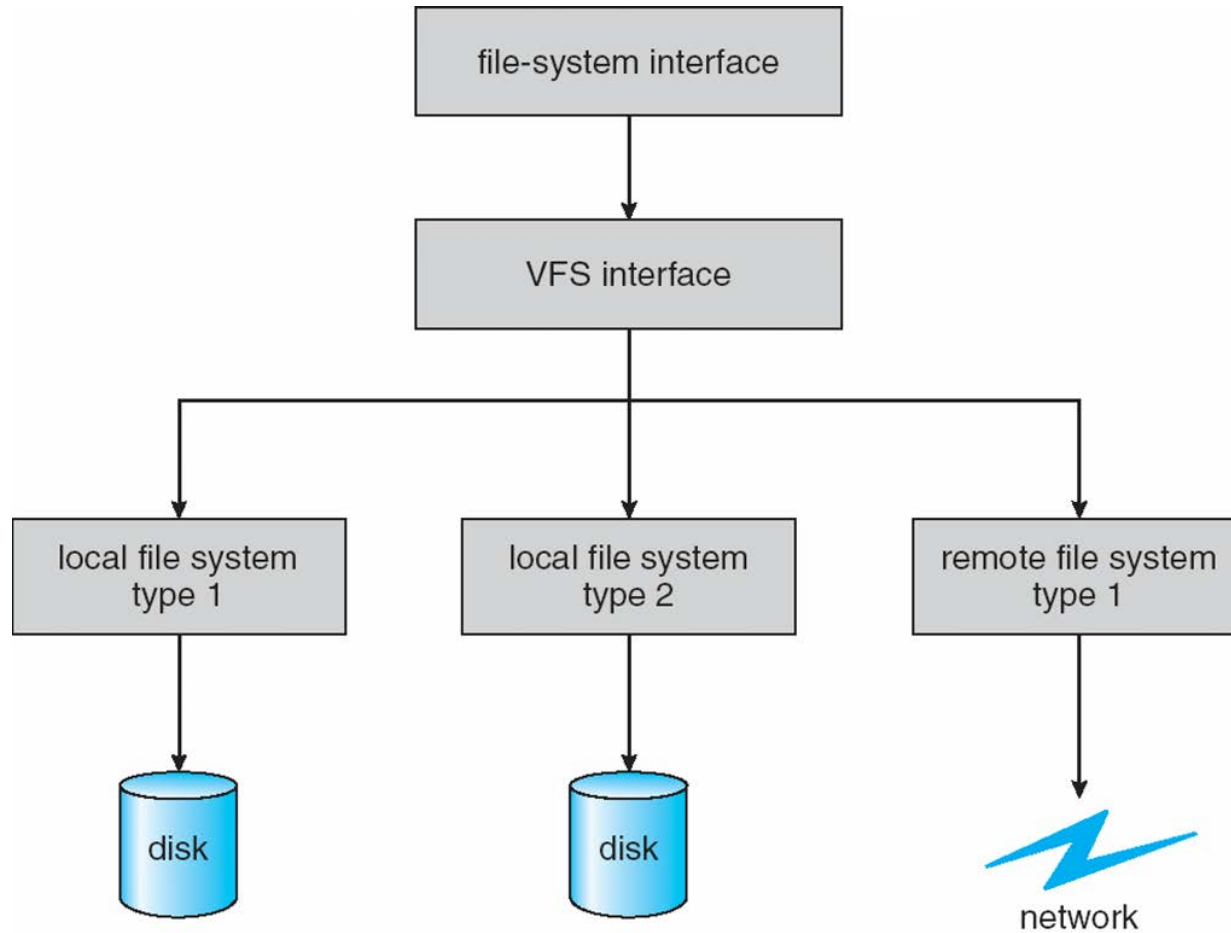 file-system interface
VFS interface
local file system
type 1
local file system
type 2
remote file system
type 1
disk
disk
network